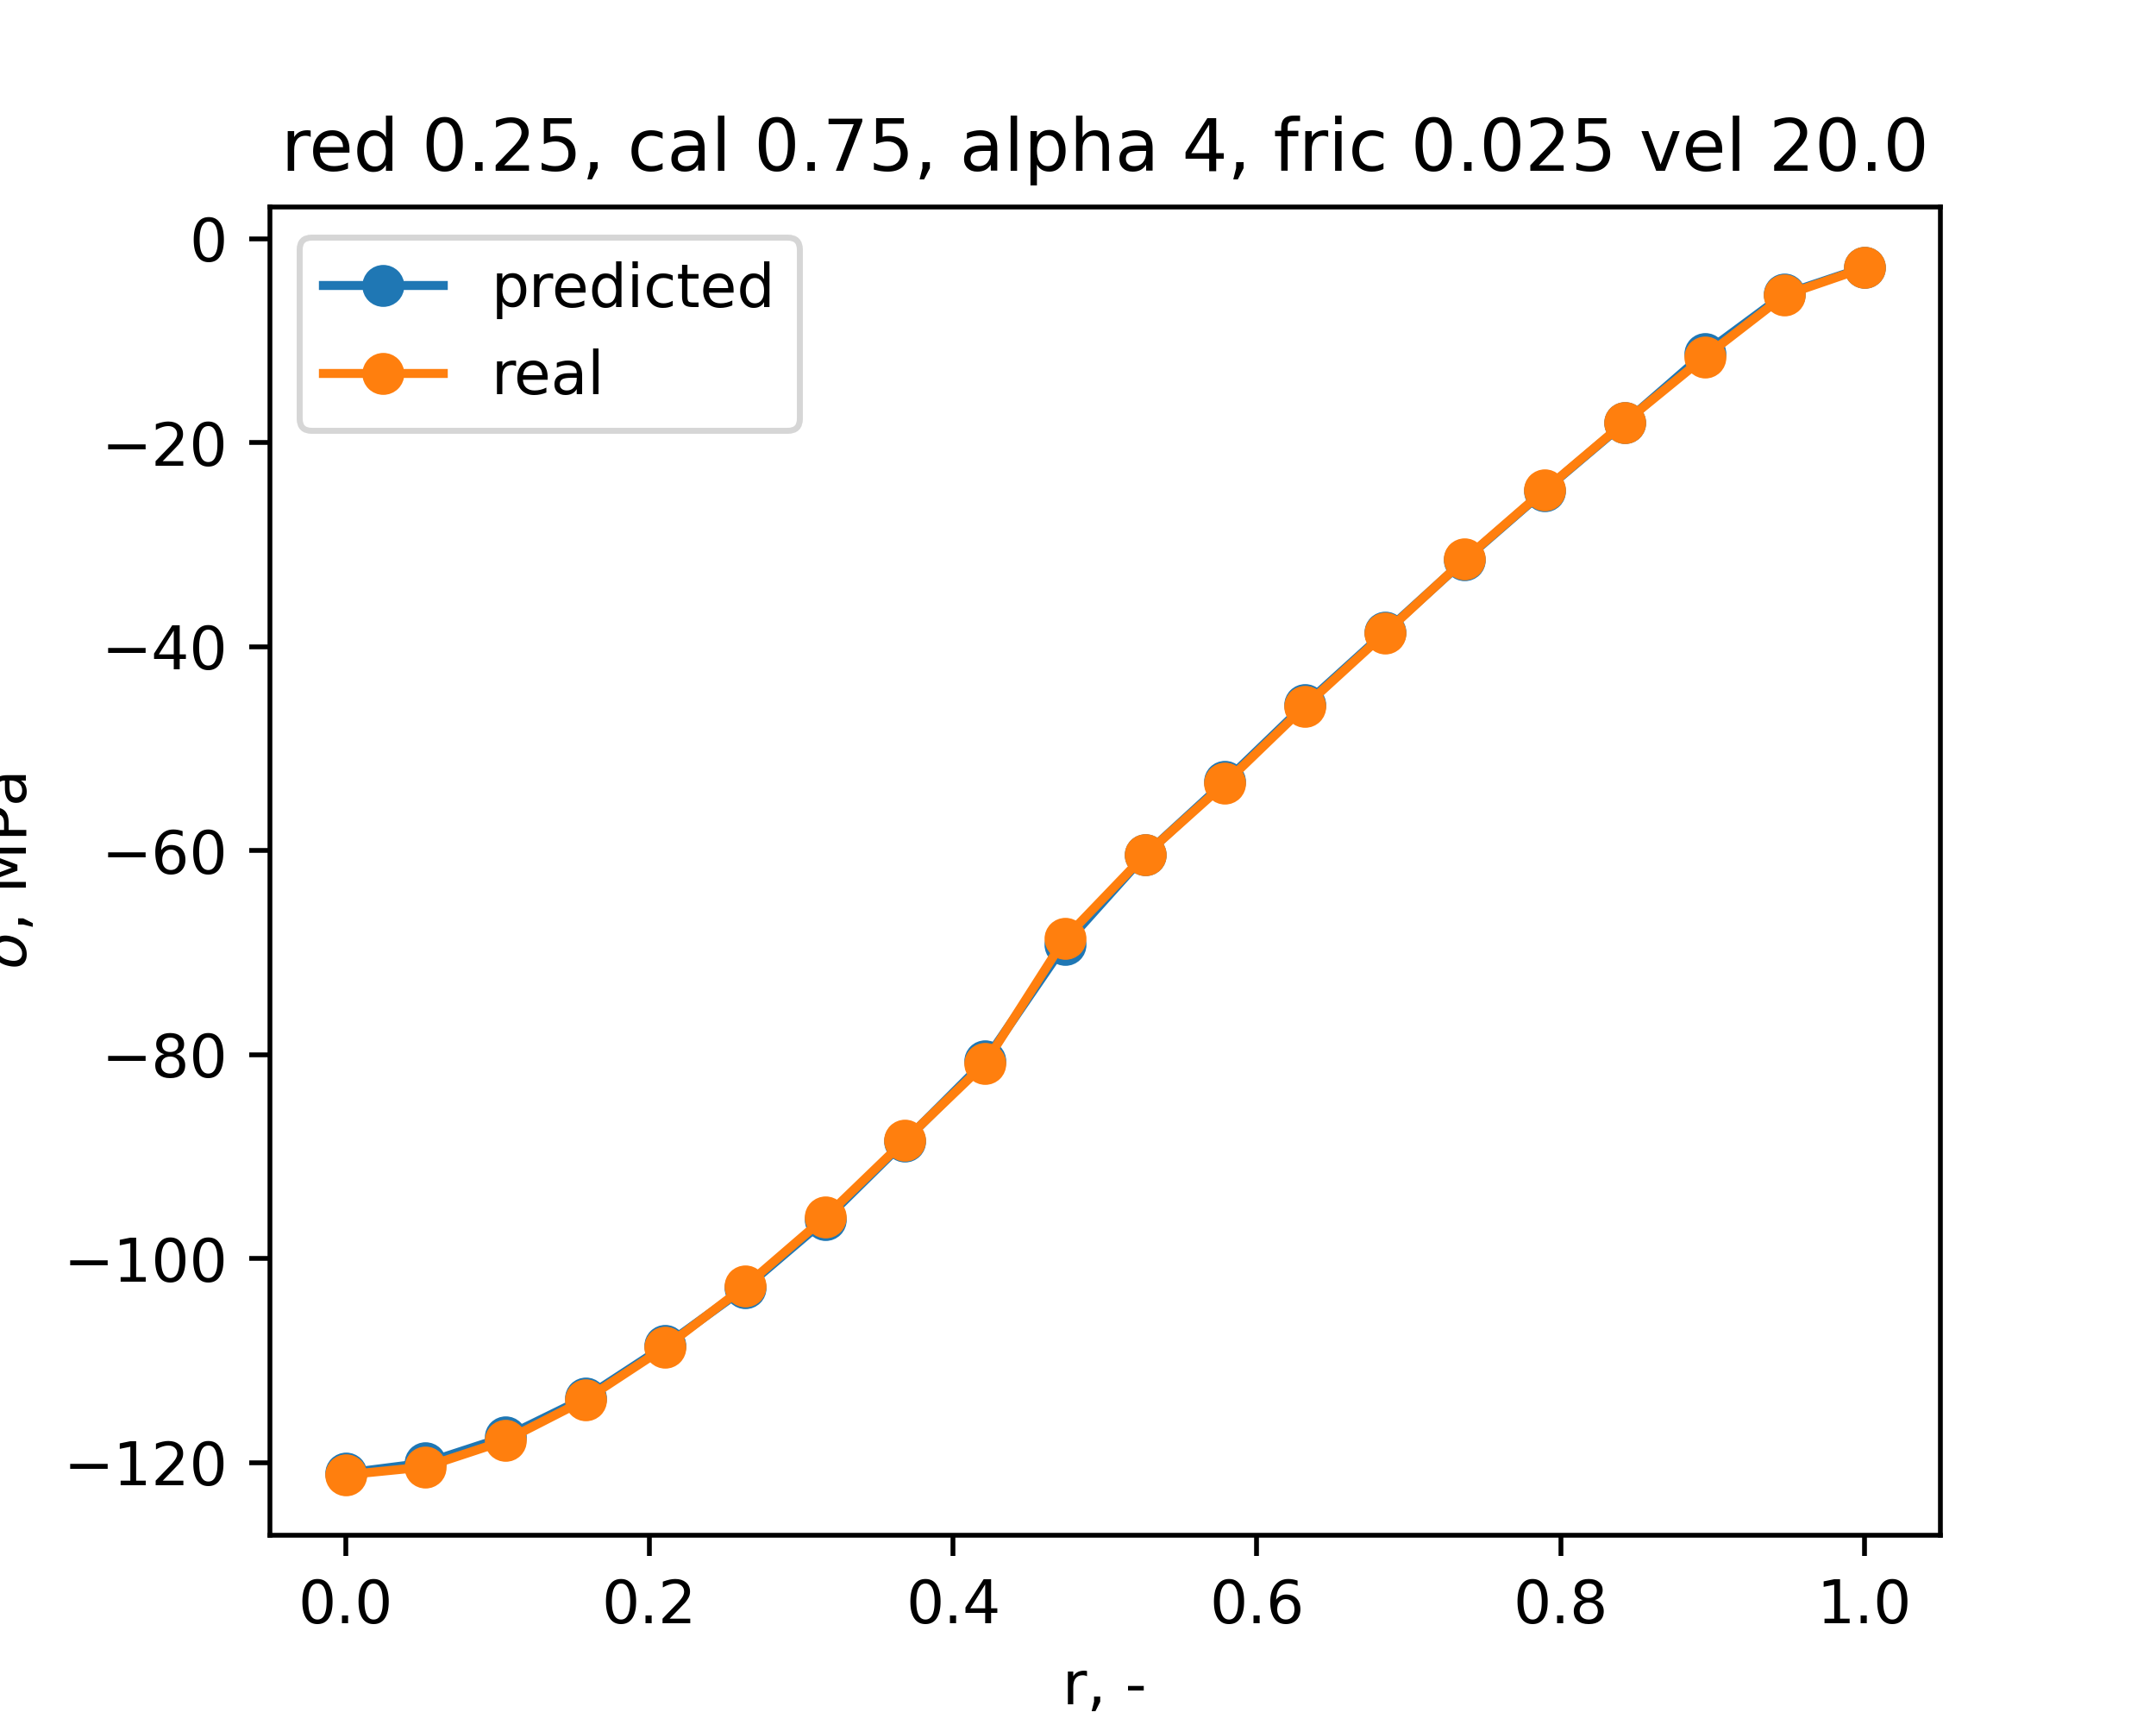 red 0.25, cal 0.75, alpha 4, fric 0.025 vel 20.0
predicted
real
0
−20
−40
−60
−80
−100
−120
σ, MPa
0.0 0.2 0.4 0.6 0.8 1.0
r, -